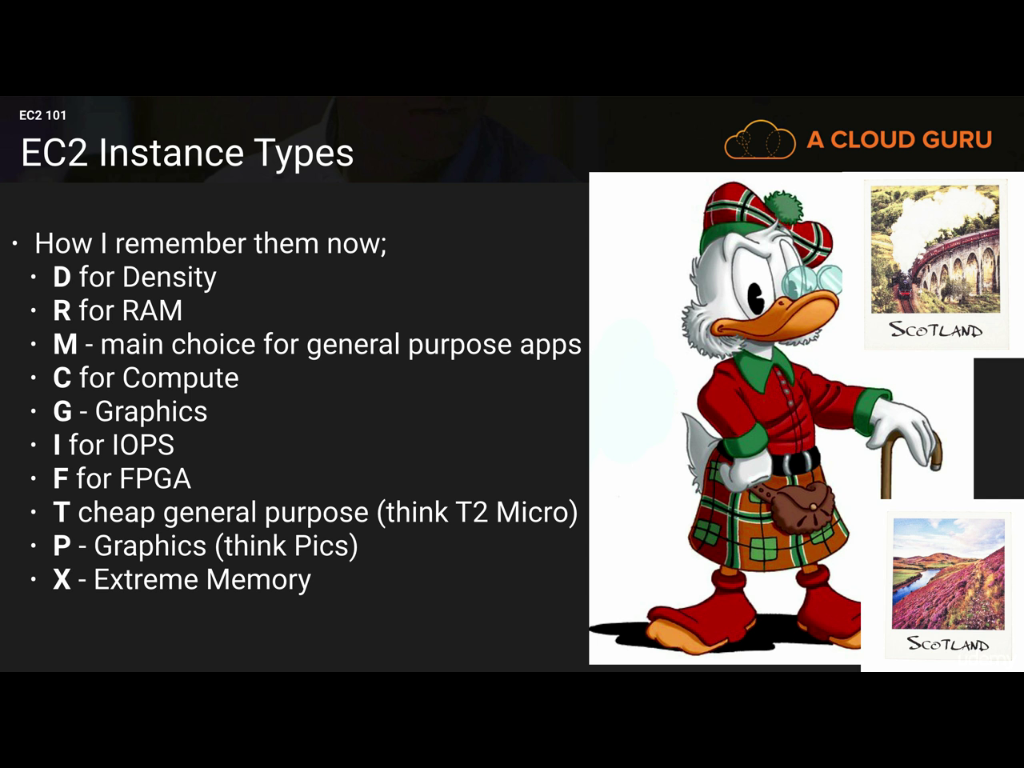 EC2 101
EC2 Instance Types
A CLOUD GURU
• How I remember them now;
• D for Density
• R for RAM
• M - main choice for general purpose apps
• C for Compute
• G - Graphics
• I for IOPS
• F for FPGA
• T cheap general purpose (think T2 Micro)
• P - Graphics (think Pics)
• X - Extreme Memory
SCOTLAND
SCOTLAND